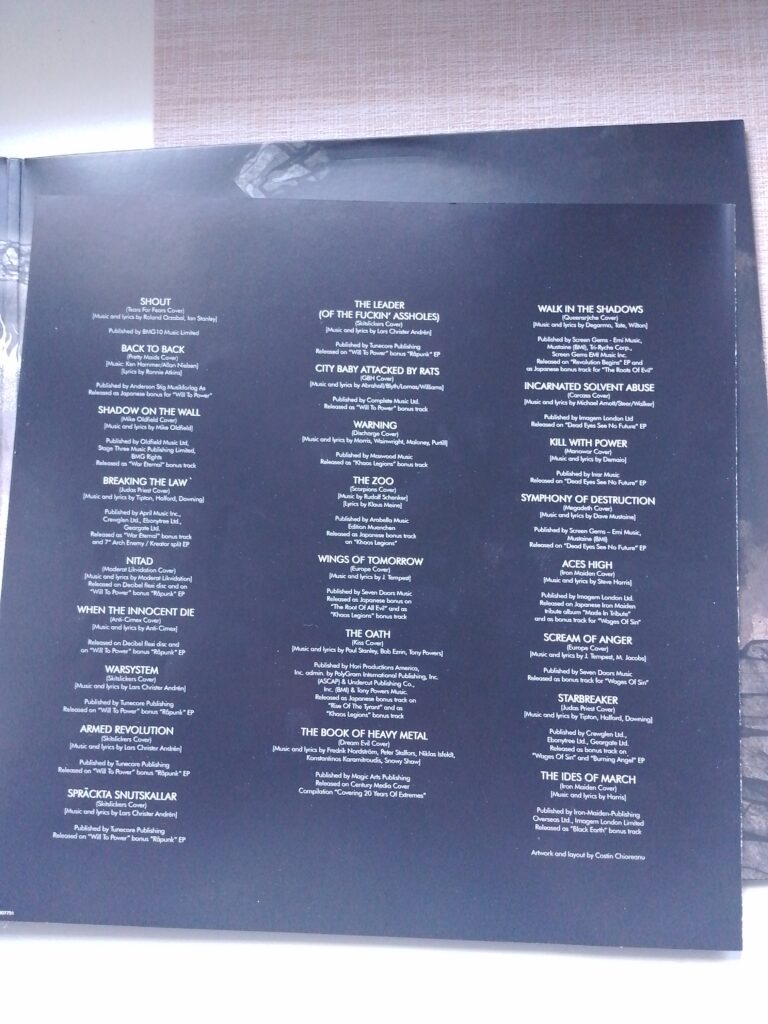 SHOUT
(Tears For Fears Cover)
[Music and lyrics by Roland Orzabal, Ian Stanley]
Published by BMG10 Music Limited
BACK TO BACK
(Pretty Maids Cover)
[Music: Ken Hammer/Allan Nielsen]
[Lyrics by Ronnie Atkins]
Published by Anderson Stig Musikforlag As
Released as Japanese bonus for "Will To Power"
SHADOW ON THE WALL
(Mike Oldfield Cover)
[Music and lyrics by Mike Oldfield]
Published by Oldfield Music Ltd,
Stage Three Music Publishing Limited,
BMG Rights
Released as "War Eternal" bonus track
BREAKING THE LAW
(Judas Priest Cover)
[Music and lyrics by Tipton, Halford, Downing]
Published by April Music Inc.,
Crewglen Ltd., Ebonytree Ltd.,
Geargate Ltd.
Released as "War Eternal" bonus track
and 7" Arch Enemy / Kreator split EP
NITAD
(Moderat Likvidation Cover)
[Music and lyrics by Moderat Likvidation]
Released on Decibel flexi disc and on
"Will To Power" bonus "Råpunk" EP
WHEN THE INNOCENT DIE
(Anti-Cimex Cover)
[Music and lyrics by Anti-Cimex]
Released on Decibel flexi disc and on
"Will To Power" bonus "Råpunk" EP
WARSYSTEM
(Skitslickers Cover)
[Music and lyrics by Lars Christer Andrén]
Published by Tunecore Publishing
Released on "Will To Power" bonus "Råpunk" EP
ARMED REVOLUTION
(Skitslickers Cover)
[Music and lyrics by Lars Christer Andrén]
Published by Tunecore Publishing
Released on "Will To Power" bonus "Råpunk" EP
SPRÄCKTA SNUTSKALLAR
(Skitslickers Cover)
[Music and lyrics by Lars Christer Andrén]
Published by Tunecore Publishing
Released on "Will To Power" bonus "Råpunk" EP
THE LEADER
(OF THE FUCKIN' ASSHOLES)
(Skitslickers Cover)
[Music and lyrics by Lars Christer Andrén]
Published by Tunecore Publishing
Released on "Will To Power" bonus "Råpunk" EP
CITY BABY ATTACKED BY RATS
(GBH Cover)
[Music and lyrics by Abrahall/Blyth/Lomas/Williams]
Published by Complete Music Ltd.
Released as "Will To Power" bonus track
WARNING
(Discharge Cover)
[Music and lyrics by Morris, Wainwright, Maloney, Purtill]
Published by Maxwood Music
Released as "Khaos Legions" bonus track
THE ZOO
(Scorpions Cover)
[Music by Rudolf Schenker]
[Lyrics by Klaus Meine]
Published by Arabella Music
Edition Muenchen
Released as Japanese bonus track
on "Khaos Legions"
WINGS OF TOMORROW
(Europe Cover)
[Music and lyrics by J. Tempest]
Published by Seven Doors Music
Released as Japanese bonus on
"The Root Of All Evil" and as
"Khaos Legions" bonus track
THE OATH
(Kiss Cover)
[Music and lyrics by Paul Stanley, Bob Ezrin, Tony Powers]
Published by Hori Productions America,
Inc. admin. by PolyGram International Publishing, Inc.
(ASCAP) & Undercut Publishing Co.,
Inc. (BMI) & Tony Powers Music.
Released as Japanese bonus track on
"Rise Of The Tyrant" and as
"Khaos Legions" bonus track
THE BOOK OF HEAVY METAL
(Dream Evil Cover)
[Music and lyrics by Fredrik Nordström, Peter Stalfors, Niklas Isfeldt,
Konstantinos Karamitroudis, Snowy Shaw]
Published by Magic Arts Publishing
Released on Century Media Cover
Compilation "Covering 20 Years Of Extremes"
WALK IN THE SHADOWS
(Queensrÿche Cover)
[Music and lyrics by Degarmo, Tate, Wilton]
Published by Screen Gems - Emi Music,
Mustaine (BMI), Tri-Ryche Corp.,
Screen Gems EMI Music Inc.
Released on "Revolution Begins" EP and
as Japanese bonus track for "The Roots Of Evil"
INCARNATED SOLVENT ABUSE
(Carcass Cover)
[Music and lyrics by Michael Amott/Steer/Walker]
Published by Imagem London Ltd
Released on "Dead Eyes See No Future" EP
KILL WITH POWER
(Manowar Cover)
[Music and lyrics by Demaio]
Published by Imar Music
Released on "Dead Eyes See No Future" EP
SYMPHONY OF DESTRUCTION
(Megadeth Cover)
[Music and lyrics by Dave Mustaine]
Published by Screen Gems – Emi Music,
Mustaine (BMI)
Released on "Dead Eyes See No Future" EP
ACES HIGH
(Iron Maiden Cover)
[Music and lyrics by Steve Harris]
Published by Imagem London Ltd.
Released on Japanese Iron Maiden
tribute album "Made In Tribute"
and as bonus track for "Wages Of Sin"
SCREAM OF ANGER
(Europe Cover)
[Music and lyrics by J. Tempest, M. Jacobs]
Published by Seven Doors Music
Released as bonus track for "Wages Of Sin"
STARBREAKER
(Judas Priest Cover)
[Music and lyrics by Tipton, Halford, Downing]
Published by Crewglen Ltd.,
Ebonytree Ltd., Geargate Ltd.
Released as bonus track on
"Wages Of Sin" and "Burning Angel" EP
THE IDES OF MARCH
(Iron Maiden Cover)
[Music and lyrics by Harris]
Published by Iron-Maiden-Publishing
Overseas Ltd., Imagem London Limited
Released as "Black Earth" bonus track
Artwork and layout by Costin Chioreanu